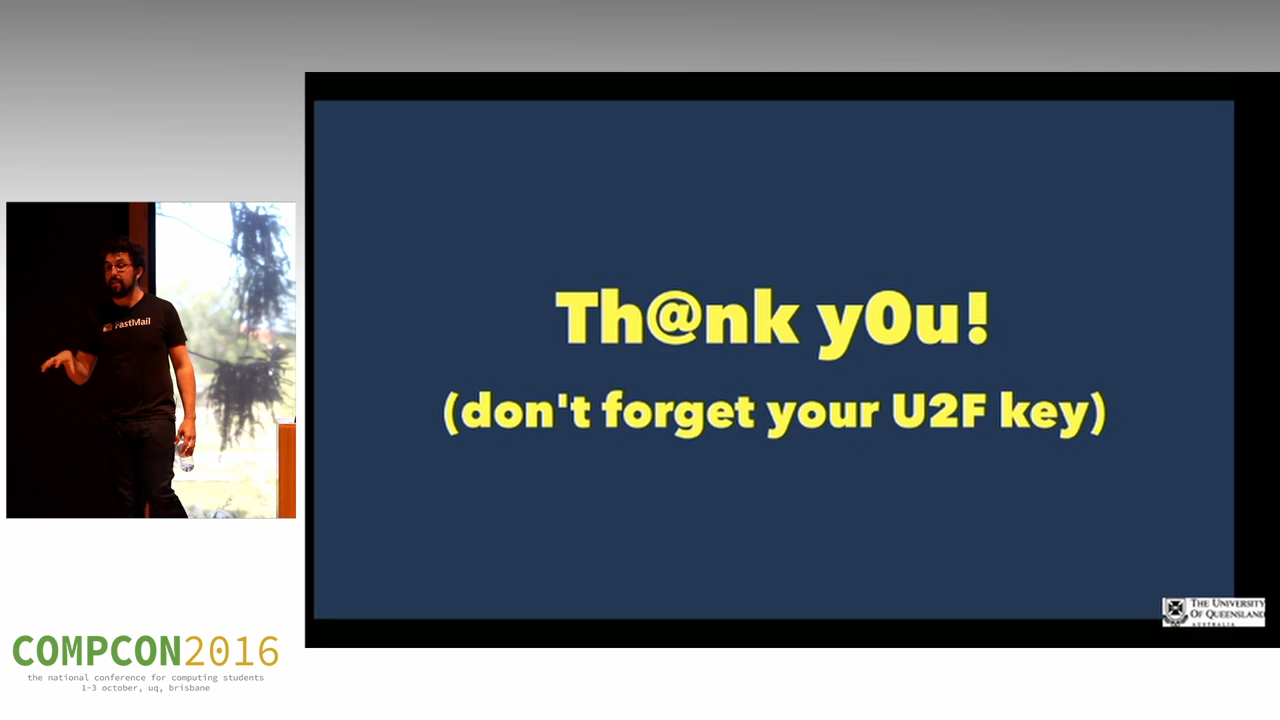 FastMail
Th@nk y0u!
(don't forget your U2F key)
THE UNIVERSITY
OF QUEENSLAND
AUSTRALIA
COMPCON2016
the national conference for computing students
1-3 october, uq, brisbane